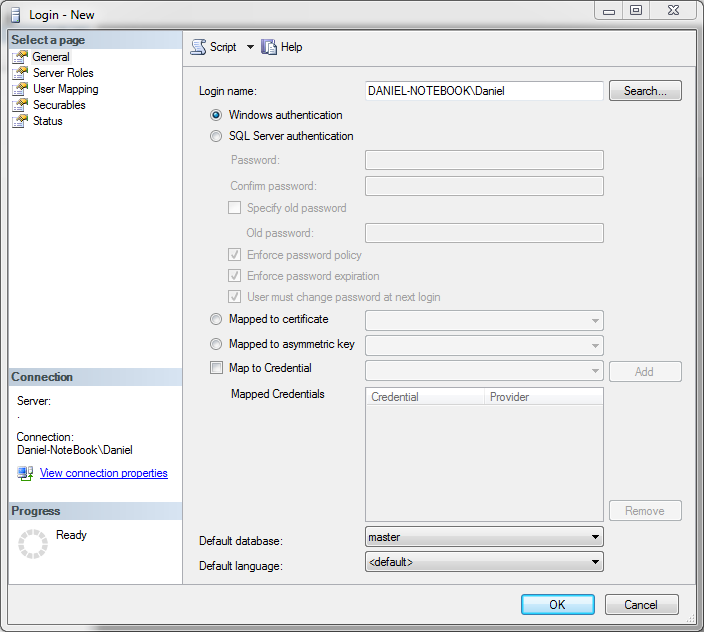 Login - New
Select a page
General
Server Roles
User Mapping
Securables
Status
Connection
Server:
.
Connection:
Daniel-NoteBook\Daniel
View connection properties
Progress
Ready
Script Help
Login name: DANIEL-NOTEBOOK\Daniel Search...
Windows authentication
SQL Server authentication
Password:
Confirm password:
Specify old password
Old password:
Enforce password policy
Enforce password expiration
User must change password at next login
Mapped to certificate
Mapped to asymmetric key
Map to Credential Add
Mapped Credentials Credential Provider
Remove
Default database: master
Default language: <default>
OK Cancel